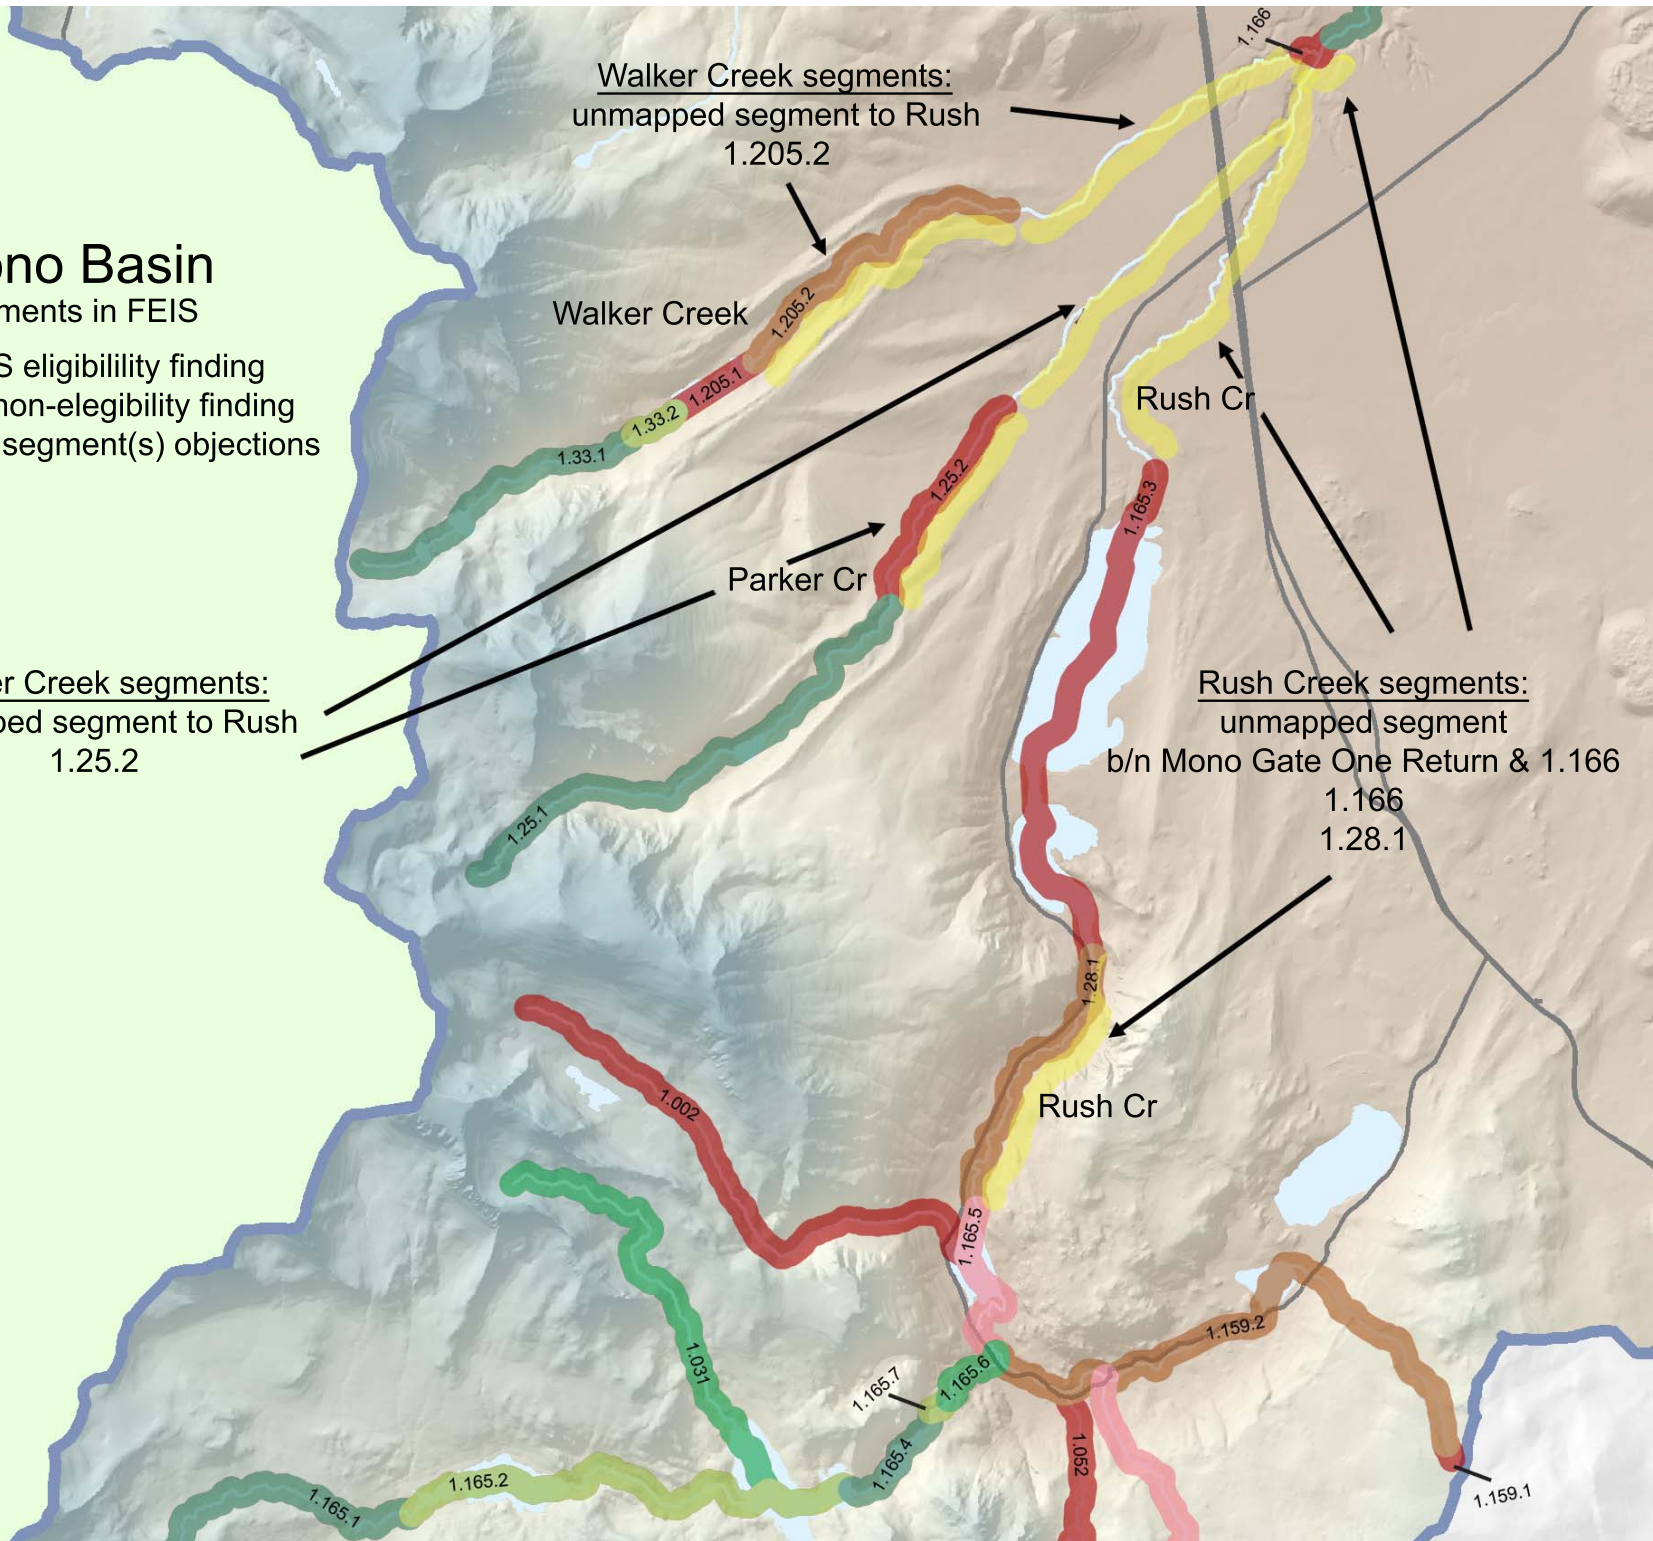 1.166
Walker Creek segments:
unmapped segment to Rush
1.205.2
ono Basin
ments in FEIS
S eligibilility finding
non-elegibility finding
segment(s) objections
Walker Creek
1.205.2
1.205.1
1.33.2
1.33.1
Rush Cr
1.25.2
1.165.3
Parker Cr
er Creek segments:
ped segment to Rush
1.25.2
Rush Creek segments:
unmapped segment
b/n Mono Gate One Return & 1.166
1.166
1.28.1
1.25.1
1.28.1
1.002
Rush Cr
1.165.5
1.031
1.159.2
1.165.6
1.165.7
1.165.4
1.052
1.165.2
1.165.1
1.159.1